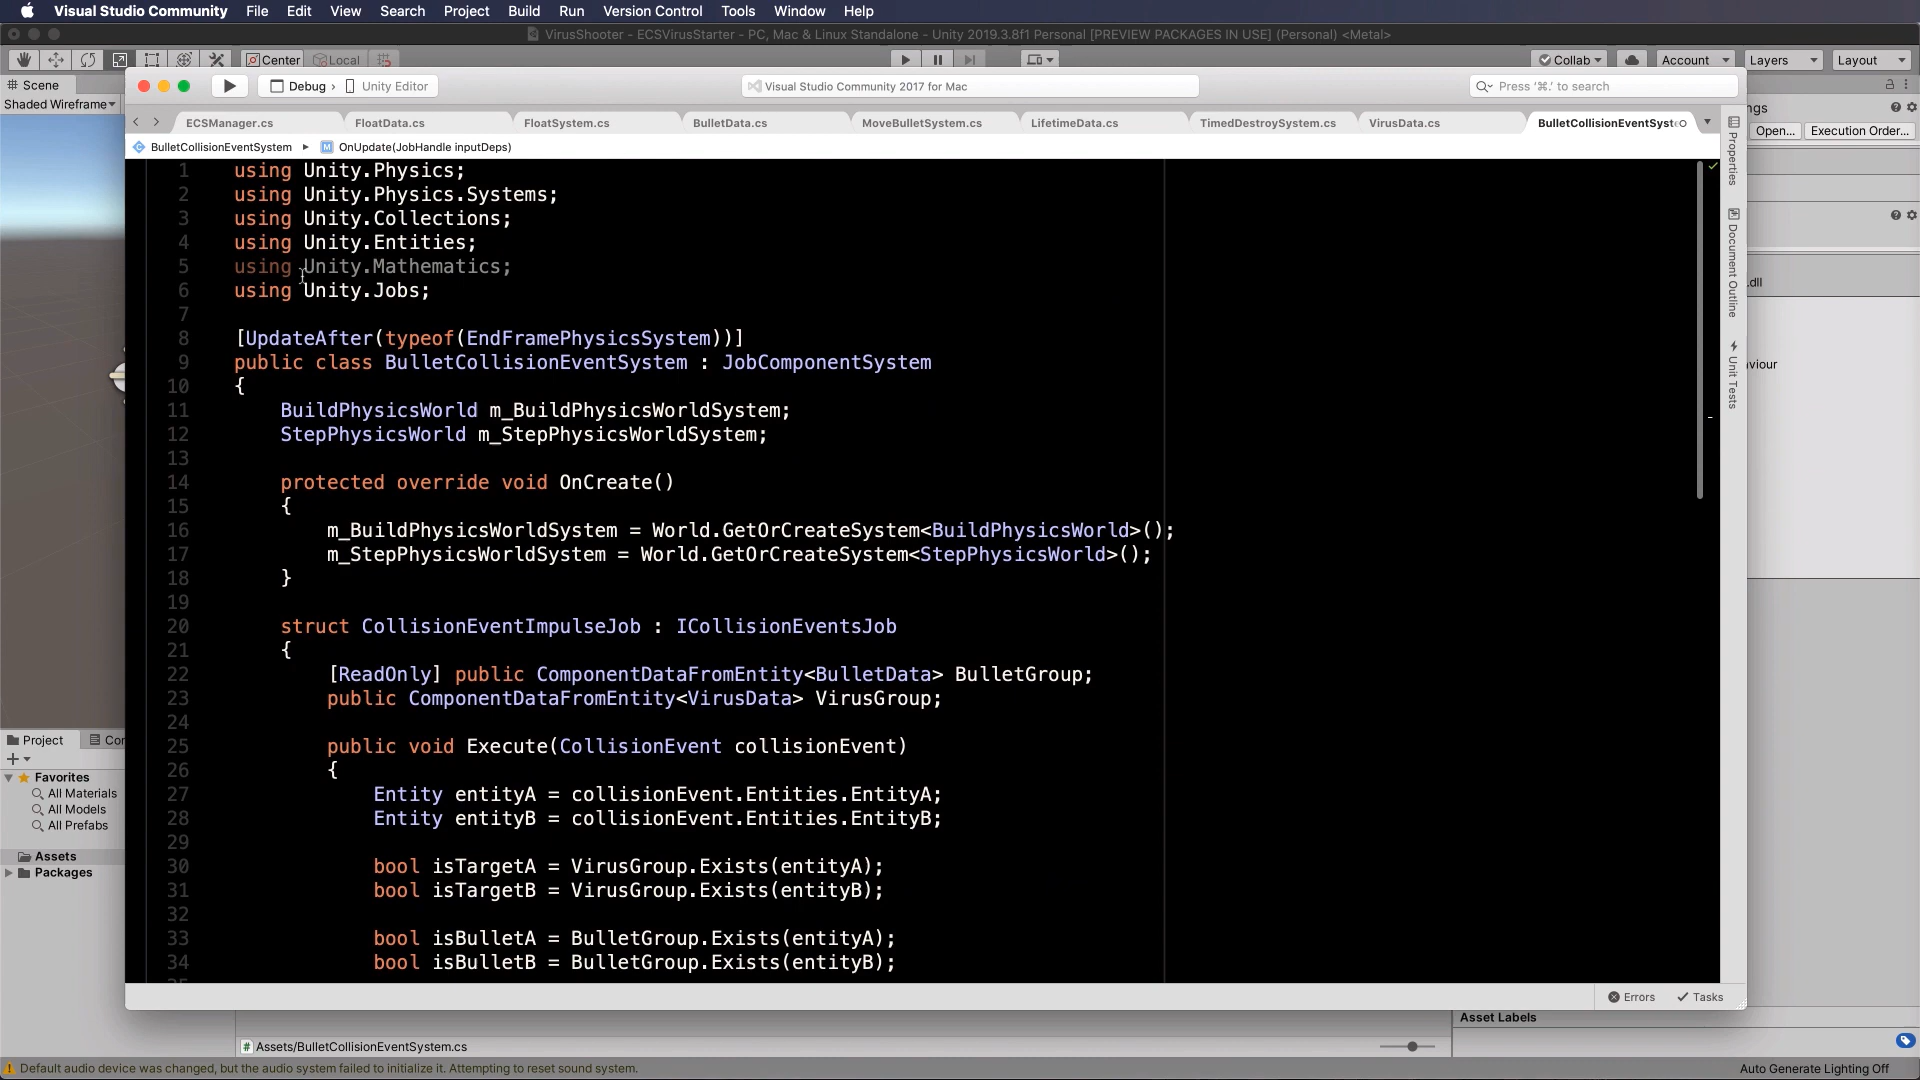 Visual Studio Community File Edit View Search Project Build Run Version Control Tools Window Help
VirusShooter - ECSVirusStarter - PC, Mac & Linux Standalone - Unity 2019.3.8f1 Personal [PREVIEW PACKAGES IN USE] (Personal) <Metal>
Center Local Collab Account Layers Layout
Scene
Shaded Wireframe
Debug › Unity Editor
Visual Studio Community 2017 for Mac
Press '⌘.' to search
ngs
Open... Execution Order...
ECSManager.cs FloatData.cs FloatSystem.cs BulletData.cs MoveBulletSystem.cs LifetimeData.cs TimedDestroySystem.cs VirusData.cs BulletCollisionEventSyst
BulletCollisionEventSystem ▸ M OnUpdate(JobHandle inputDeps)
1 using Unity.Physics;
2 using Unity.Physics.Systems;
3 using Unity.Collections;
4 using Unity.Entities;
5 using Unity.Mathematics;
6 using Unity.Jobs;
7
8 [UpdateAfter(typeof(EndFramePhysicsSystem))]
9 public class BulletCollisionEventSystem : JobComponentSystem
10 {
11 BuildPhysicsWorld m_BuildPhysicsWorldSystem;
12 StepPhysicsWorld m_StepPhysicsWorldSystem;
13
14 protected override void OnCreate()
15 {
16 m_BuildPhysicsWorldSystem = World.GetOrCreateSystem<BuildPhysicsWorld>();
17 m_StepPhysicsWorldSystem = World.GetOrCreateSystem<StepPhysicsWorld>();
18 }
19
20 struct CollisionEventImpulseJob : ICollisionEventsJob
21 {
22 [ReadOnly] public ComponentDataFromEntity<BulletData> BulletGroup;
23 public ComponentDataFromEntity<VirusData> VirusGroup;
24
25 public void Execute(CollisionEvent collisionEvent)
26 {
27 Entity entityA = collisionEvent.Entities.EntityA;
28 Entity entityB = collisionEvent.Entities.EntityB;
29
30 bool isTargetA = VirusGroup.Exists(entityA);
31 bool isTargetB = VirusGroup.Exists(entityB);
32
33 bool isBulletA = BulletGroup.Exists(entityA);
34 bool isBulletB = BulletGroup.Exists(entityB);
Properties
Document Outline
Unit Tests
.dll
viour
Project Con
Favorites
All Materials
All Models
All Prefabs
Assets
Packages
Errors Tasks
Asset Labels
Assets/BulletCollisionEventSystem.cs
Default audio device was changed, but the audio system failed to initialize it. Attempting to reset sound system.
Auto Generate Lighting Off